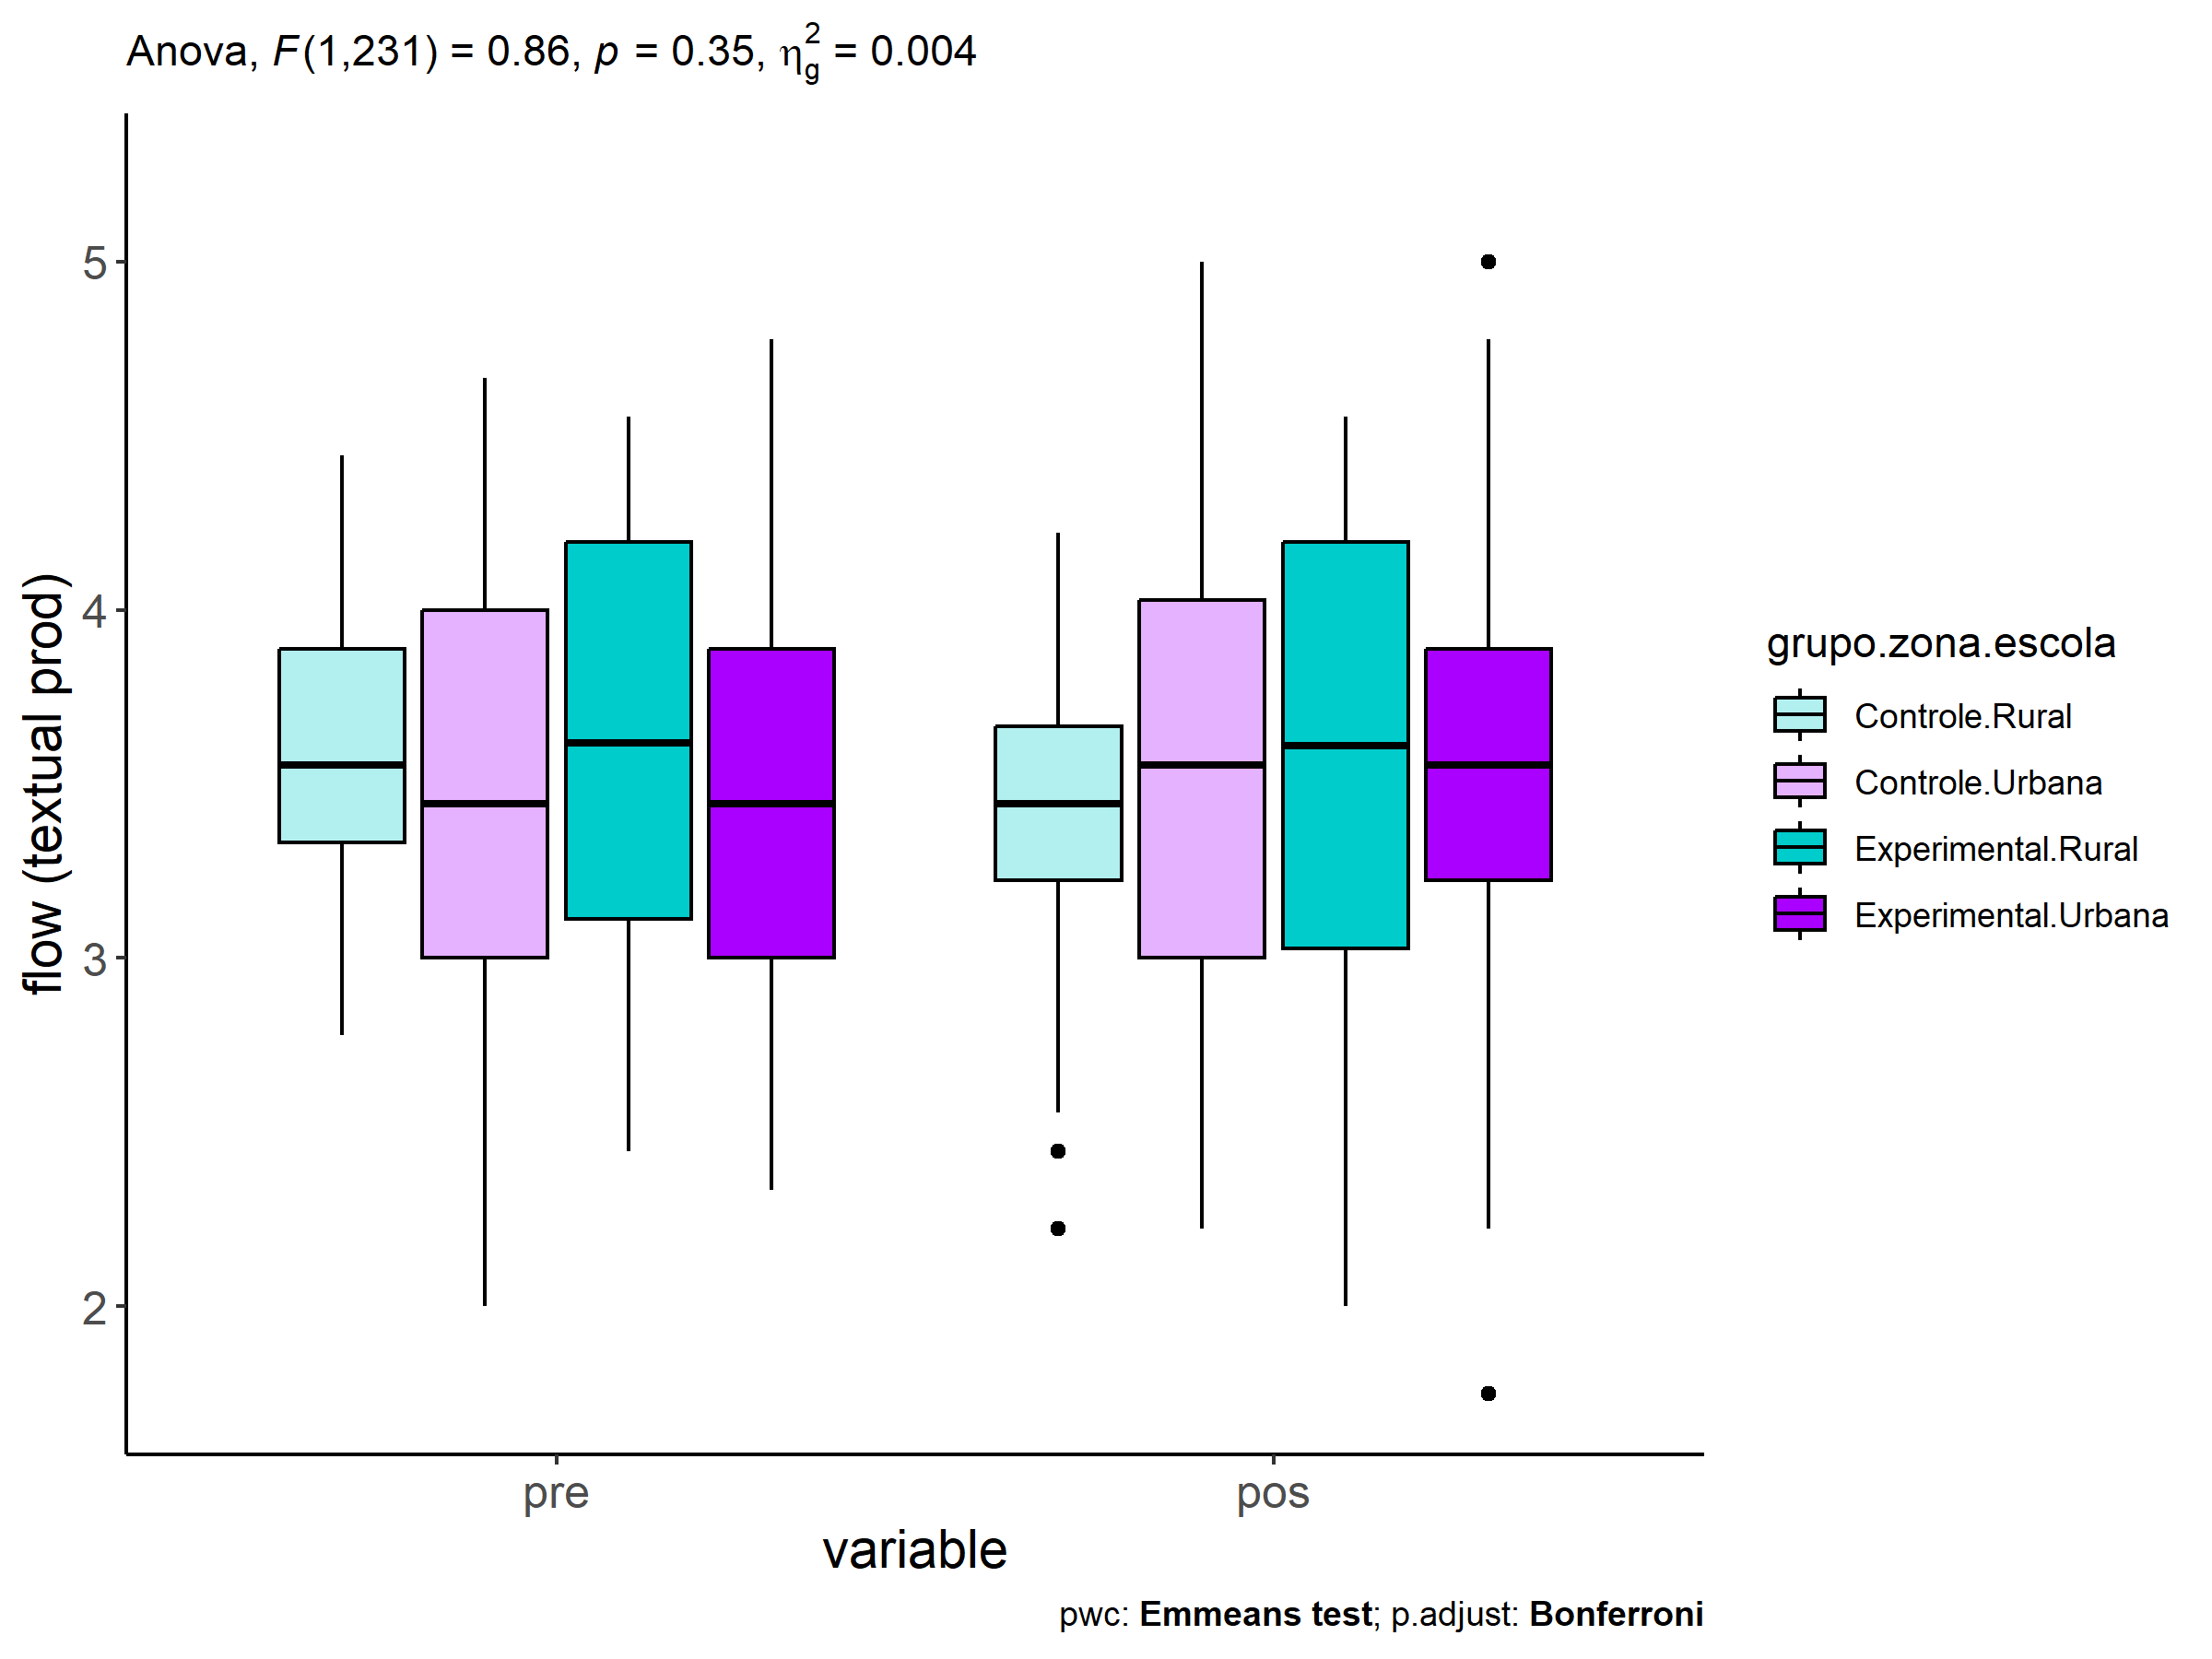 Anova, F(1,231) = 0.86, p = 0.35, η²g = 0.004
flow (textual prod)
5
4
3
2
pre
pos
variable
grupo.zona.escola
Controle.Rural
Controle.Urbana
Experimental.Rural
Experimental.Urbana
pwc: Emmeans test; p.adjust: Bonferroni